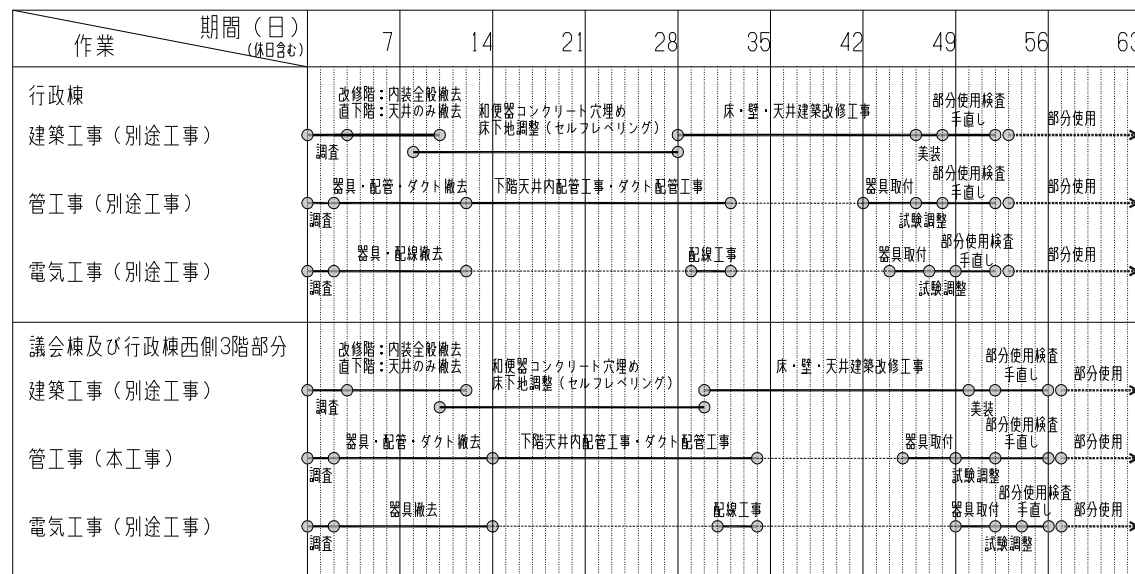 期間(日)
(休日含む)
作業
7 14 21 28 35 42 49 56 63
行政棟
改修階:内装全般撤去
直下階:天井のみ撤去
和便器コンクリート穴埋め
床下地調整(セルフレベリング)
床・壁・天井建築改修工事
部分使用検査
手直し
部分使用
建築工事(別途工事)
調査
美装
器具・配管・ダクト撤去
下階天井内配管工事・ダクト配管工事
器具取付
部分使用検査
手直し
部分使用
管工事(別途工事)
調査
試験調整
器具・配線撤去
配線工事
器具取付
部分使用検査
手直し
部分使用
電気工事(別途工事)
調査
試験調整
議会棟及び行政棟西側3階部分
改修階:内装全般撤去
直下階:天井のみ撤去
和便器コンクリート穴埋め
床下地調整(セルフレベリング)
床・壁・天井建築改修工事
部分使用検査
手直し
部分使用
建築工事(別途工事)
調査
美装
器具・配管・ダクト撤去
下階天井内配管工事・ダクト配管工事
器具取付
部分使用検査
手直し
部分使用
管工事(本工事)
調査
試験調整
器具撤去
配線工事
器具取付
部分使用検査
手直し
部分使用
電気工事(別途工事)
調査
試験調整